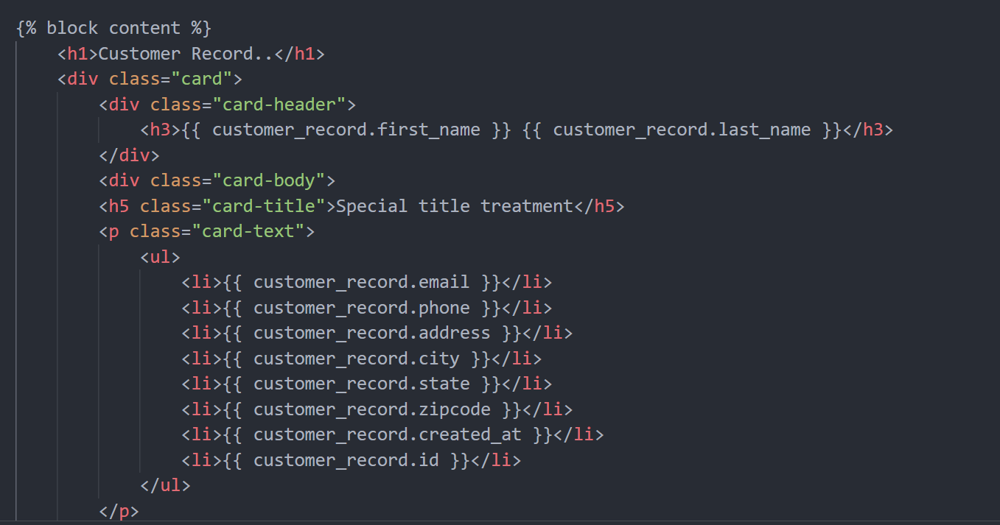 {% block content %}
<h1>Customer Record..</h1>
<div class="card">
<div class="card-header">
<h3>{{ customer_record.first_name }} {{ customer_record.last_name }}</h3>
</div>
<div class="card-body">
<h5 class="card-title">Special title treatment</h5>
<p class="card-text">
<ul>
<li>{{ customer_record.email }}</li>
<li>{{ customer_record.phone }}</li>
<li>{{ customer_record.address }}</li>
<li>{{ customer_record.city }}</li>
<li>{{ customer_record.state }}</li>
<li>{{ customer_record.zipcode }}</li>
<li>{{ customer_record.created_at }}</li>
<li>{{ customer_record.id }}</li>
</ul>
</p>